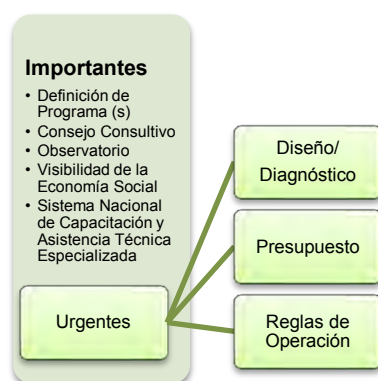 Importantes
• Definición de
Programa (s)
• Consejo Consultivo
• Observatorio
• Visibilidad de la
Economía Social
• Sistema Nacional
de Capacitación y
Asistencia Técnica
Especializada
Urgentes
Diseño/
Diagnóstico
Presupuesto
Reglas de
Operación